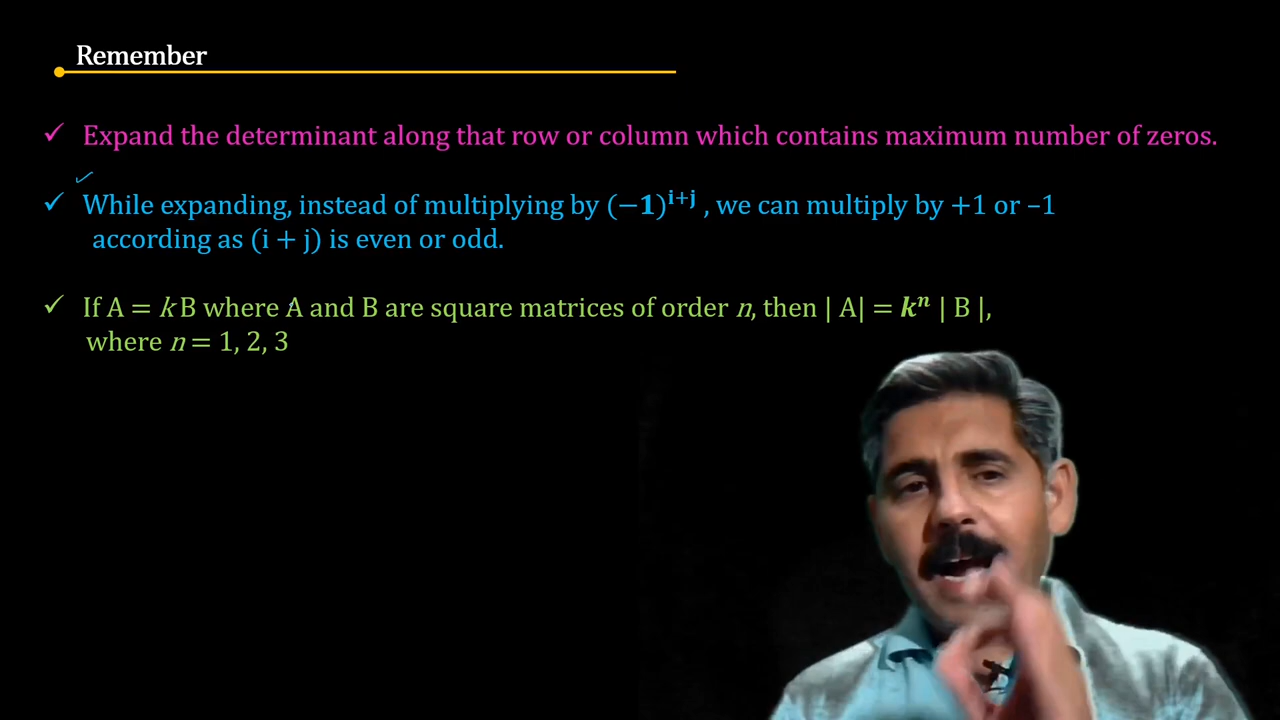 Remember
✓ Expand the determinant along that row or column which contains maximum number of zeros.
✓ While expanding, instead of multiplying by (−1)^{i+j} , we can multiply by +1 or –1
according as (i + j) is even or odd.
✓ If A = k B where A and B are square matrices of order n, then | A| = k^n | B |,
where n = 1, 2, 3